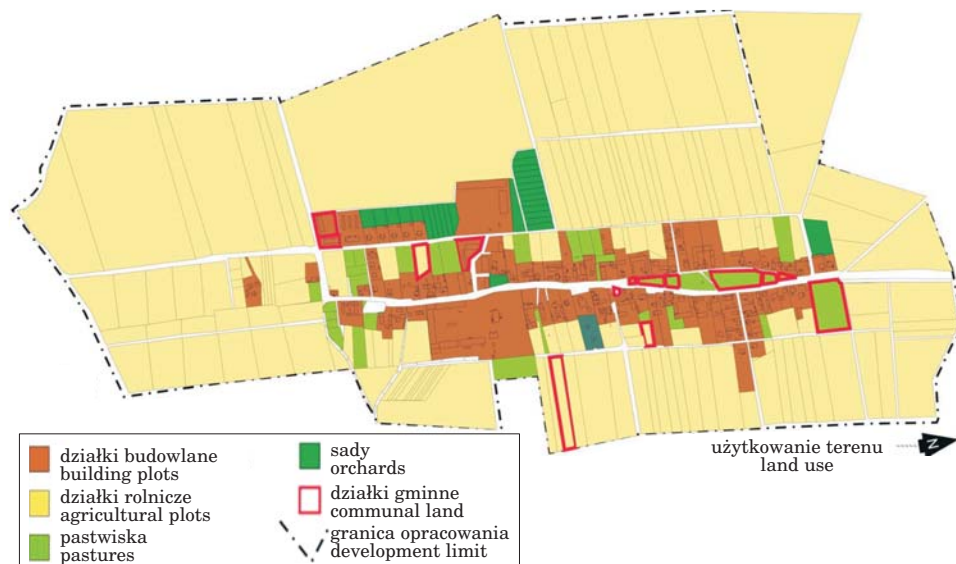 działki budowlane
building plots
działki rolnicze
agricultural plots
pastwiska
pastures
sady
orchards
działki gminne
communal land
granica opracowania
development limit
użytkowanie terenu
land use
N